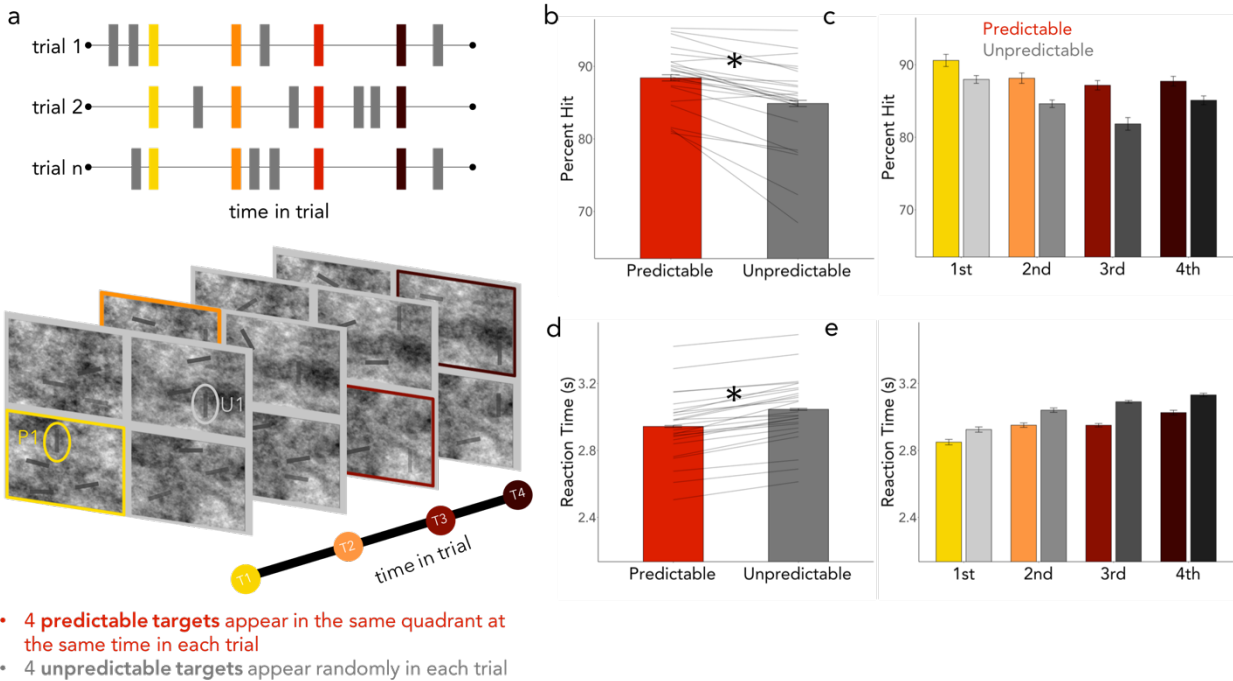 a
trial 1
trial 2
trial n
time in trial
P1
U1
T1
T2
T3
T4
time in trial
• 4 predictable targets appear in the same quadrant at
the same time in each trial
• 4 unpredictable targets appear randomly in each trial
b
Percent Hit
90
80
70
*
Predictable
Unpredictable
c
Predictable
Unpredictable
Percent Hit
90
80
70
1st
2nd
3rd
4th
d
Reaction Time (s)
3.2
2.8
2.4
*
Predictable
Unpredictable
e
Reaction Time (s)
3.2
2.8
2.4
1st
2nd
3rd
4th